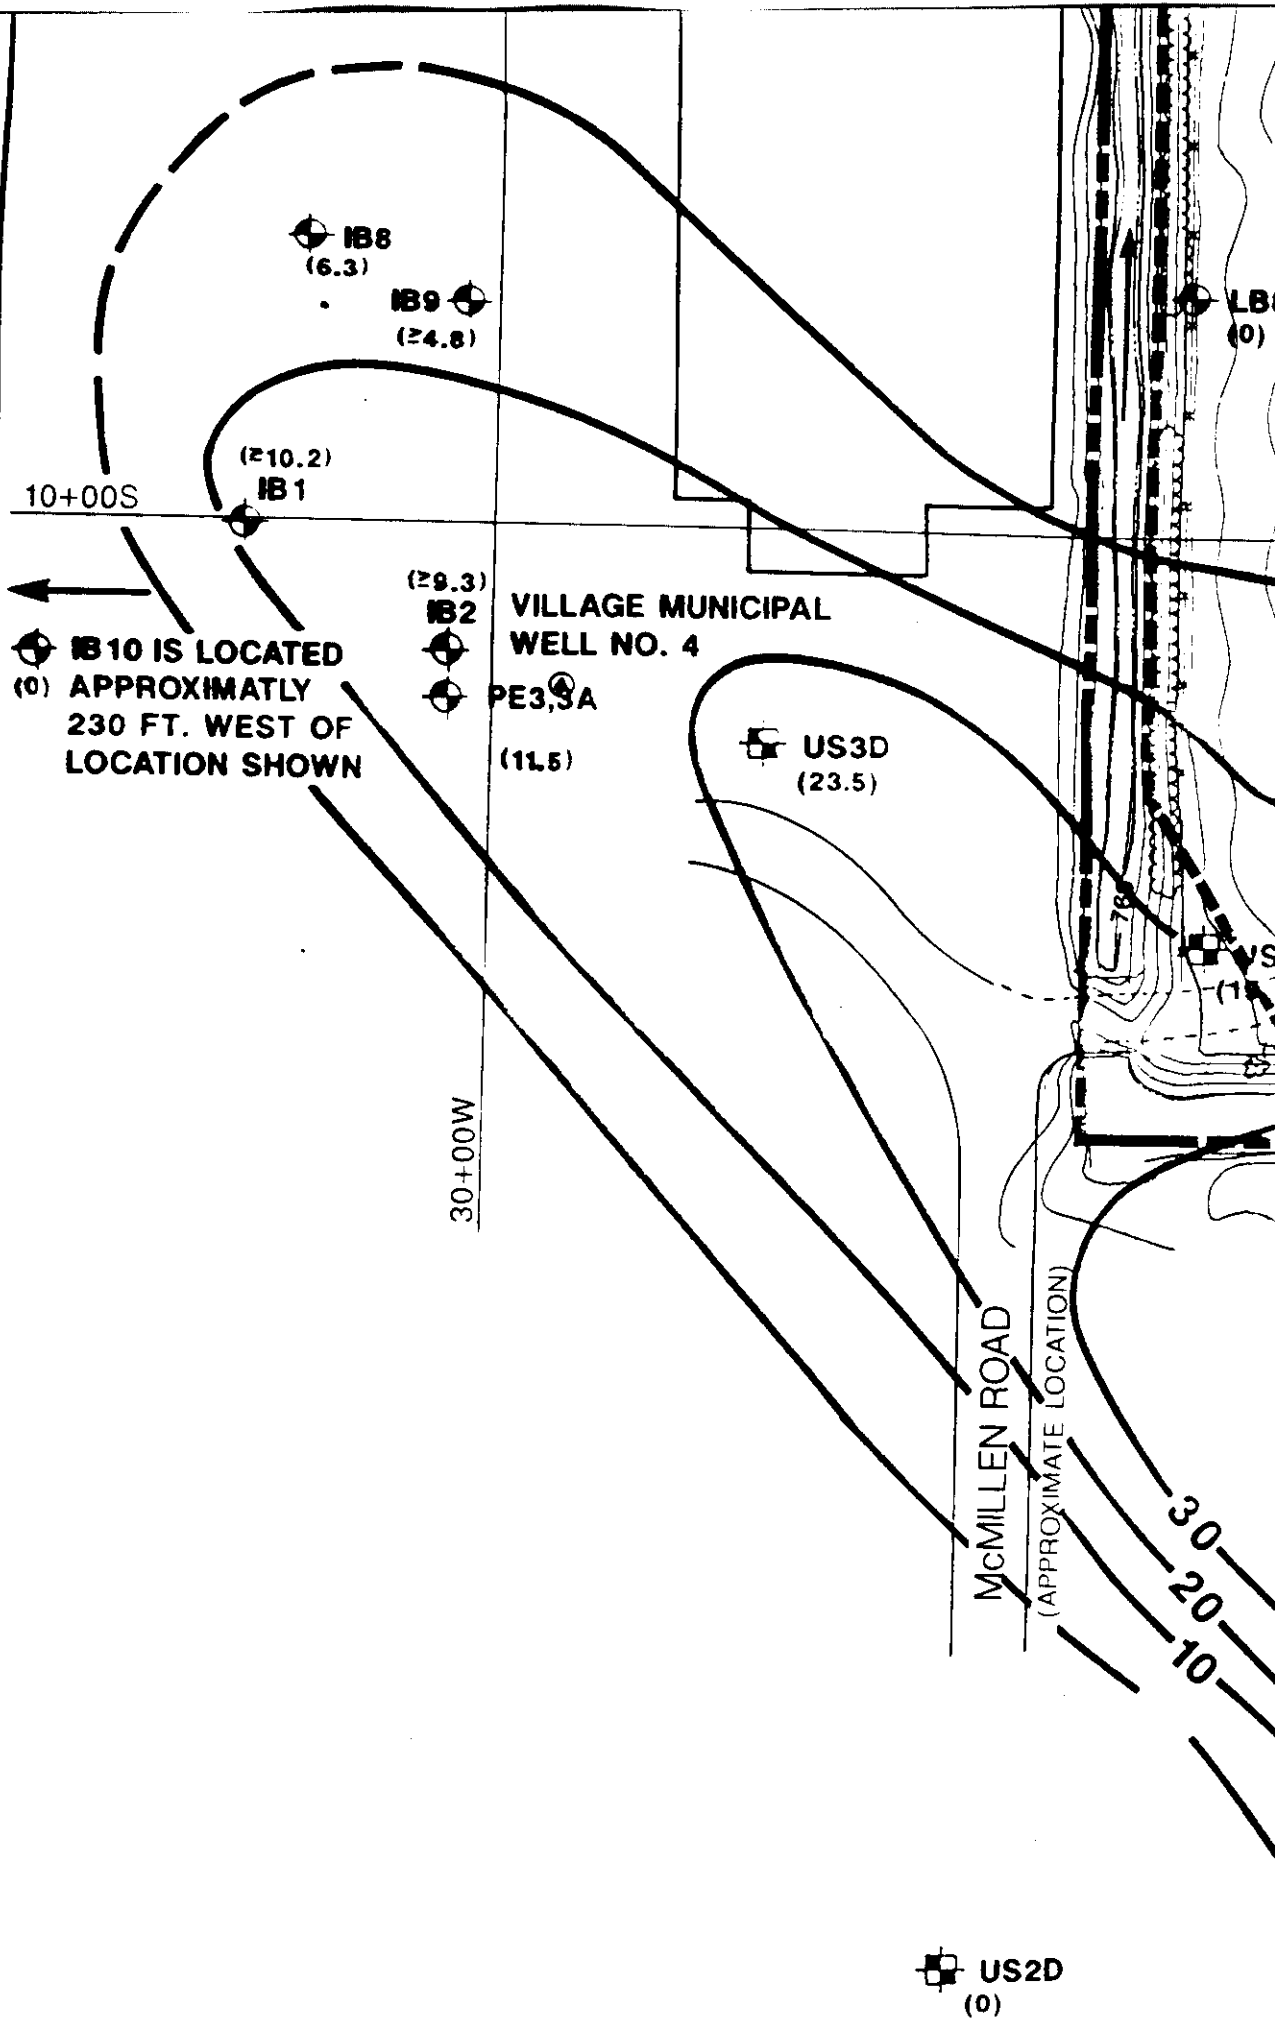 IB8
(6.3)
IB9
(≥4.8)
LB8
(0)
(≥10.2)
IB1
10+00S
(≥9.3)
IB2
VILLAGE MUNICIPAL
WELL NO. 4
IB10 IS LOCATED
(0) APPROXIMATLY
230 FT. WEST OF
LOCATION SHOWN
PE3,3A
(11.5)
US3D
(23.5)
US
30+00W
McMILLEN ROAD
(APPROXIMATE LOCATION)
30
20
10
US2D
(0)